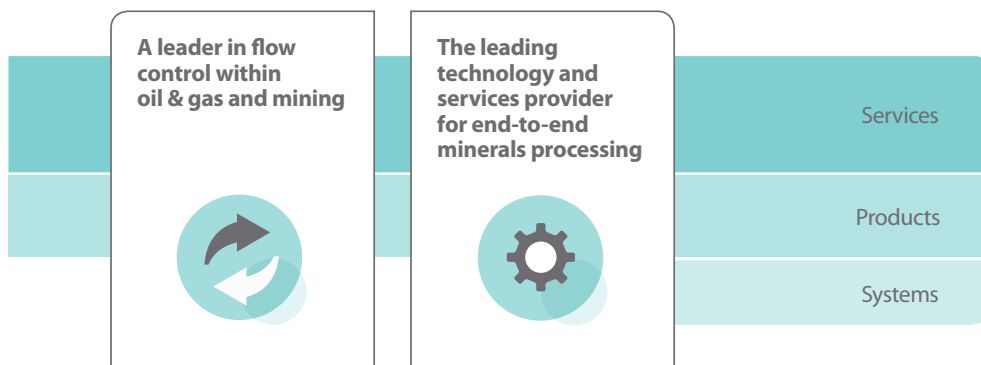 A leader in flow
control within
oil & gas and mining
The leading
technology and
services provider
for end-to-end
minerals processing
Services
Products
Systems